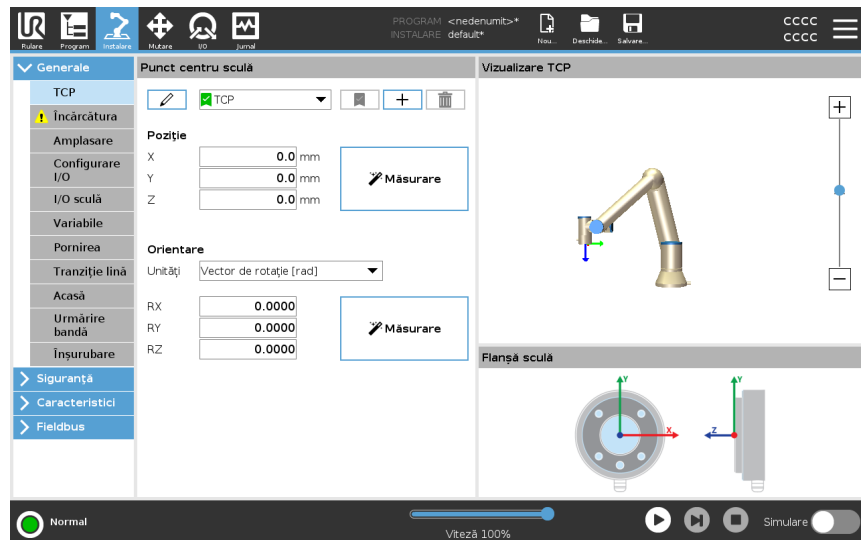 PROGRAM <nedenumit>*
INSTALARE default*
cccc
cccc
Rulare Program Instalare Mutare I/O Jurnal Nou... Deschide... Salvare...
Generale
TCP
Încărcătura
Amplasare
Configurare
I/O
I/O sculă
Variabile
Pornirea
Tranziție lină
Acasă
Urmărire
bandă
Înșurubare
Siguranță
Caracteristici
Fieldbus
Punct centru sculă
TCP
Poziție
X 0.0 mm
Y 0.0 mm
Z 0.0 mm
Măsurare
Orientare
Unități Vector de rotație [rad]
RX 0.0000
RY 0.0000
RZ 0.0000
Măsurare
Vizualizare TCP
Flanșă sculă
Y
X
Y
Z
Normal
Viteză 100%
Simulare